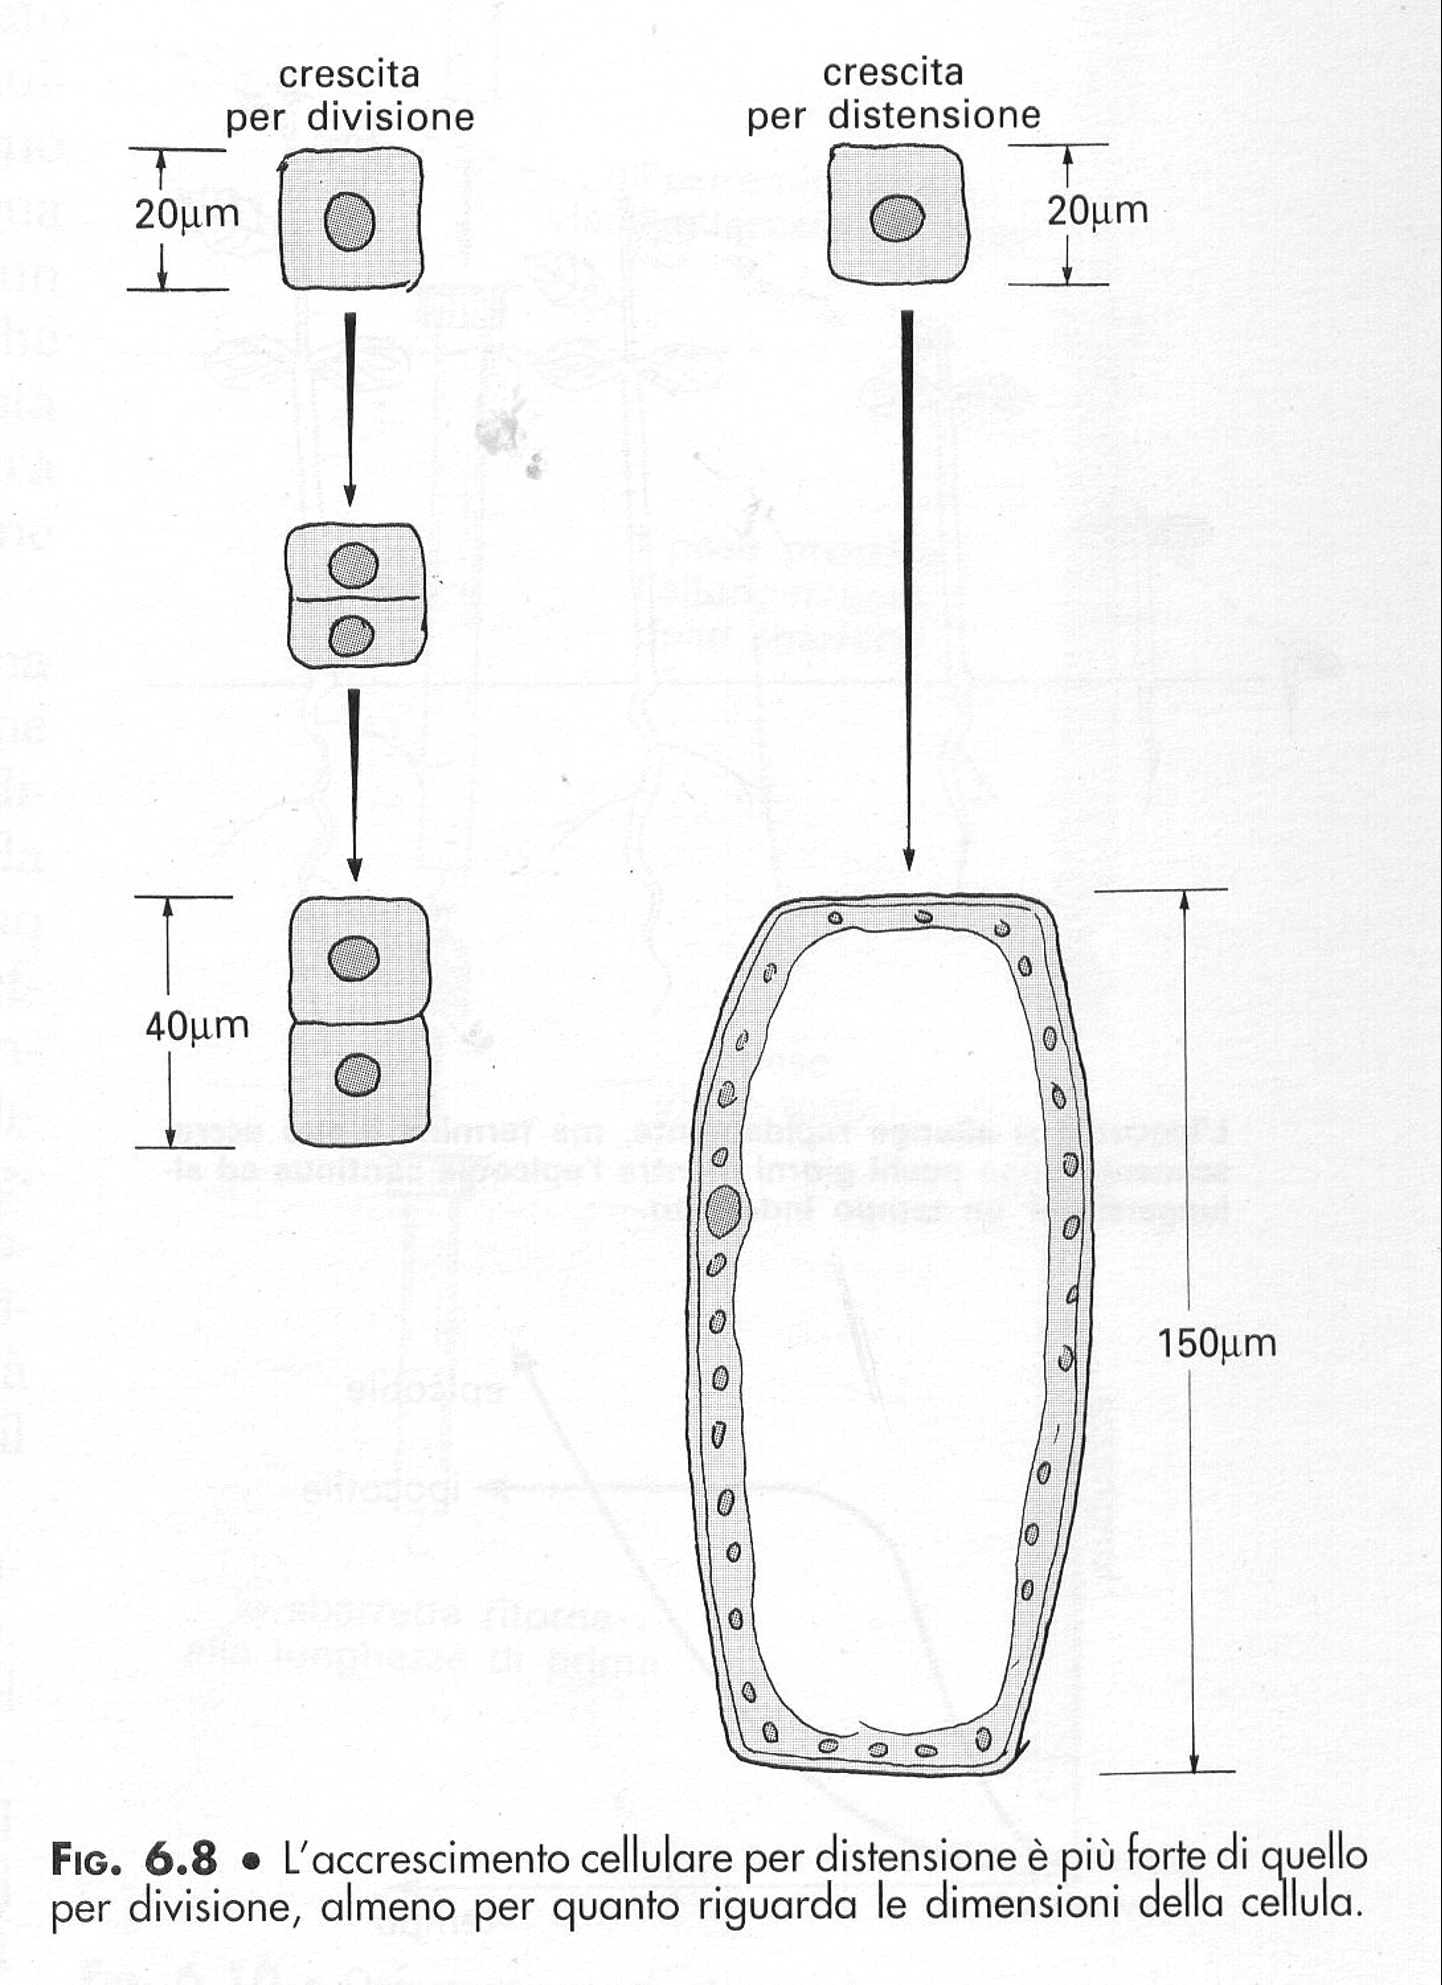 crescita
per divisione
crescita
per distensione
20µm
20µm
40µm
150µm
FIG. 6.8 • L'accrescimento cellulare per distensione è più forte di quello
per divisione, almeno per quanto riguarda le dimensioni della cellula.